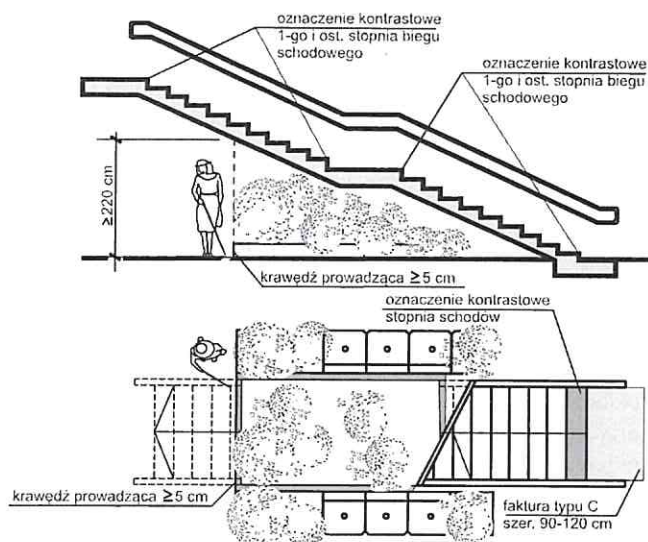 oznaczenie kontrastowe
1-go i ost. stopnia biegu
schodowego
oznaczenie kontrastowe
1-go i ost. stopnia biegu
schodowego
≥220 cm
krawędź prowadząca ≥5 cm
oznaczenie kontrastowe
stopnia schodów
krawędź prowadząca ≥5 cm
faktura typu C
szer. 90-120 cm